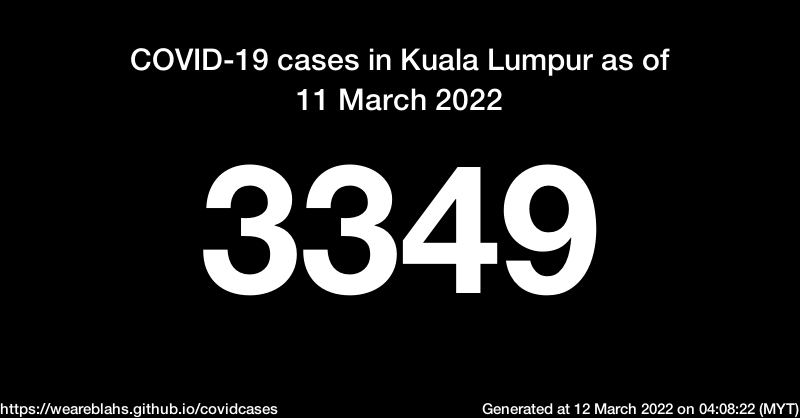 COVID-19 cases in Kuala Lumpur as of
11 March 2022
3349
https://weareblahs.github.io/covidcases
Generated at 12 March 2022 on 04:08:22 (MYT)